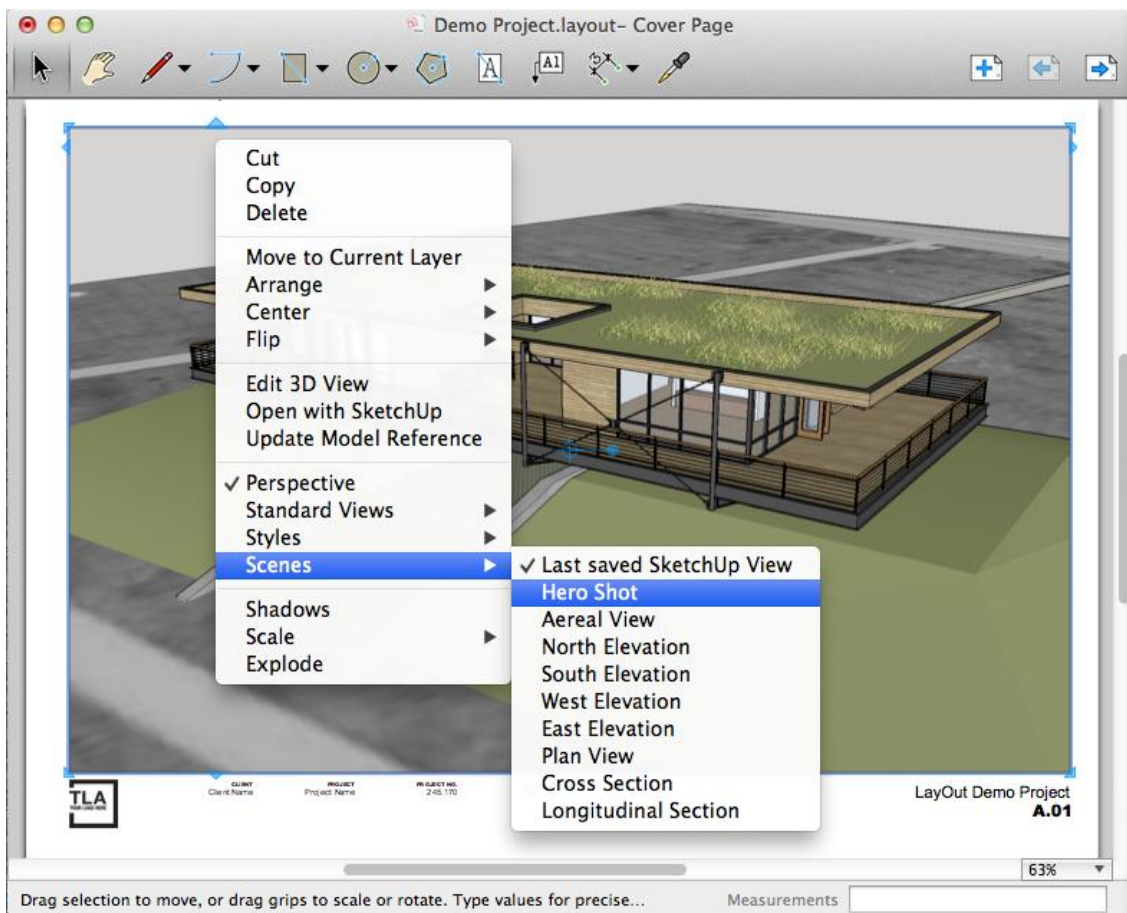 Demo Project.layout– Cover Page
A
A1
Cut
Copy
Delete
Move to Current Layer
Arrange
Center
Flip
Edit 3D View
Open with SketchUp
Update Model Reference
✓ Perspective
Standard Views
Styles
Scenes
Shadows
Scale
Explode
✓ Last saved SketchUp View
Hero Shot
Aereal View
North Elevation
South Elevation
West Elevation
East Elevation
Plan View
Cross Section
Longitudinal Section
TLA
YOUR LOGO HERE
CLIENT
Client Name
PROJECT
Project Name
PROJECT NO.
245.170
LayOut Demo Project
A.01
63%
Drag selection to move, or drag grips to scale or rotate. Type values for precise...
Measurements